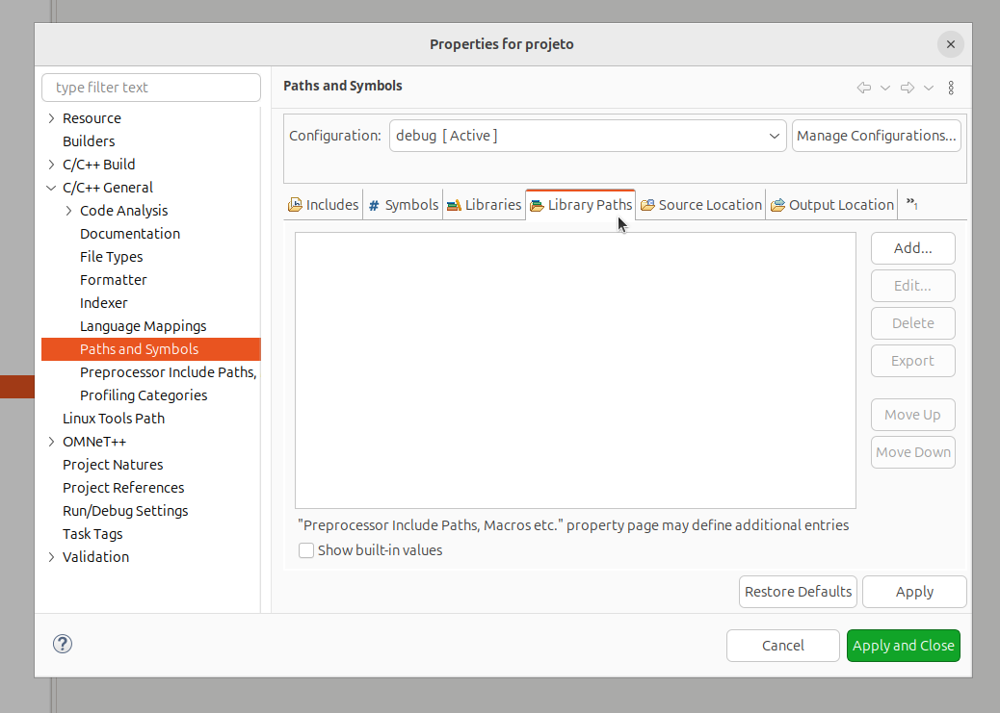 Properties for projeto
type filter text
Resource
Builders
C/C++ Build
C/C++ General
Code Analysis
Documentation
File Types
Formatter
Indexer
Language Mappings
Paths and Symbols
Preprocessor Include Paths,
Profiling Categories
Linux Tools Path
OMNeT++
Project Natures
Project References
Run/Debug Settings
Task Tags
Validation
Paths and Symbols
Configuration: debug [ Active ] Manage Configurations...
Includes # Symbols Libraries Library Paths Source Location Output Location »1
Add...
Edit...
Delete
Export
Move Up
Move Down
"Preprocessor Include Paths, Macros etc." property page may define additional entries
Show built-in values
Restore Defaults Apply
? Cancel Apply and Close